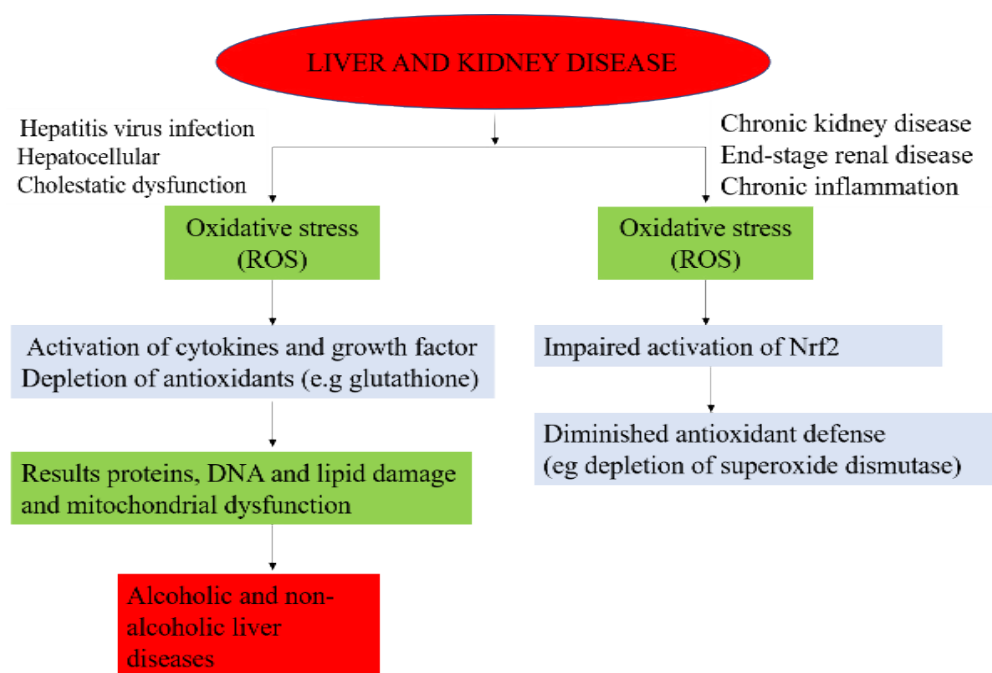 LIVER AND KIDNEY DISEASE
Hepatitis virus infection
Hepatocellular
Cholestatic dysfunction
Chronic kidney disease
End-stage renal disease
Chronic inflammation
Oxidative stress
(ROS)
Oxidative stress
(ROS)
Activation of cytokines and growth factor
Depletion of antioxidants (e.g glutathione)
Impaired activation of Nrf2
Results proteins, DNA and lipid damage
and mitochondrial dysfunction
Diminished antioxidant defense
(eg depletion of superoxide dismutase)
Alcoholic and non-
alcoholic liver
diseases